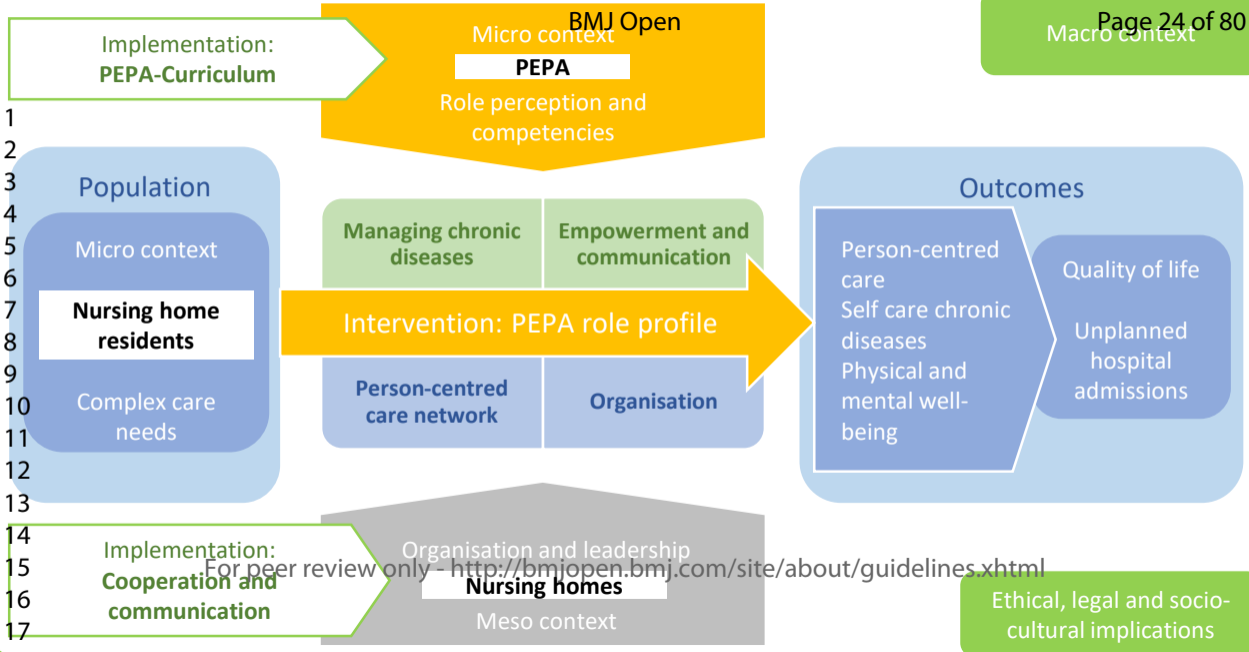 BMJ Open
Page 24 of 80
Implementation:
PEPA-Curriculum
Micro context
PEPA
Role perception and
competencies
Macro context
1
2
3
4
5
6
7
8
9
10
11
12
13
14
15
16
17
Population
Micro context
Nursing home
residents
Complex care
needs
Managing chronic
diseases
Empowerment and
communication
Intervention: PEPA role profile
Person-centred
care network
Organisation
Outcomes
Person-centred
care
Self care chronic
diseases
Physical and
mental well-
being
Quality of life
Unplanned
hospital
admissions
Implementation:
Cooperation and
communication
Organisation and leadership
Nursing homes
Meso context
For peer review only - http://bmjopen.bmj.com/site/about/guidelines.xhtml
Ethical, legal and socio-
cultural implications